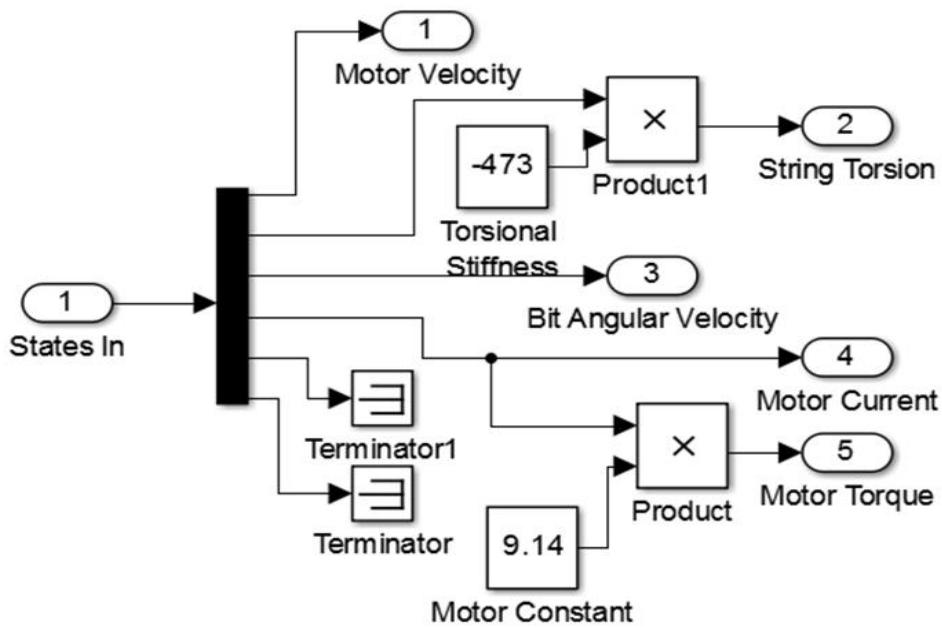 1
Motor Velocity
×
Product1
2
String Torsion
-473
Torsional
Stiffness
1
States In
3
Bit Angular Velocity
4
Motor Current
Terminator1
×
Product
5
Motor Torque
Terminator
9.14
Motor Constant